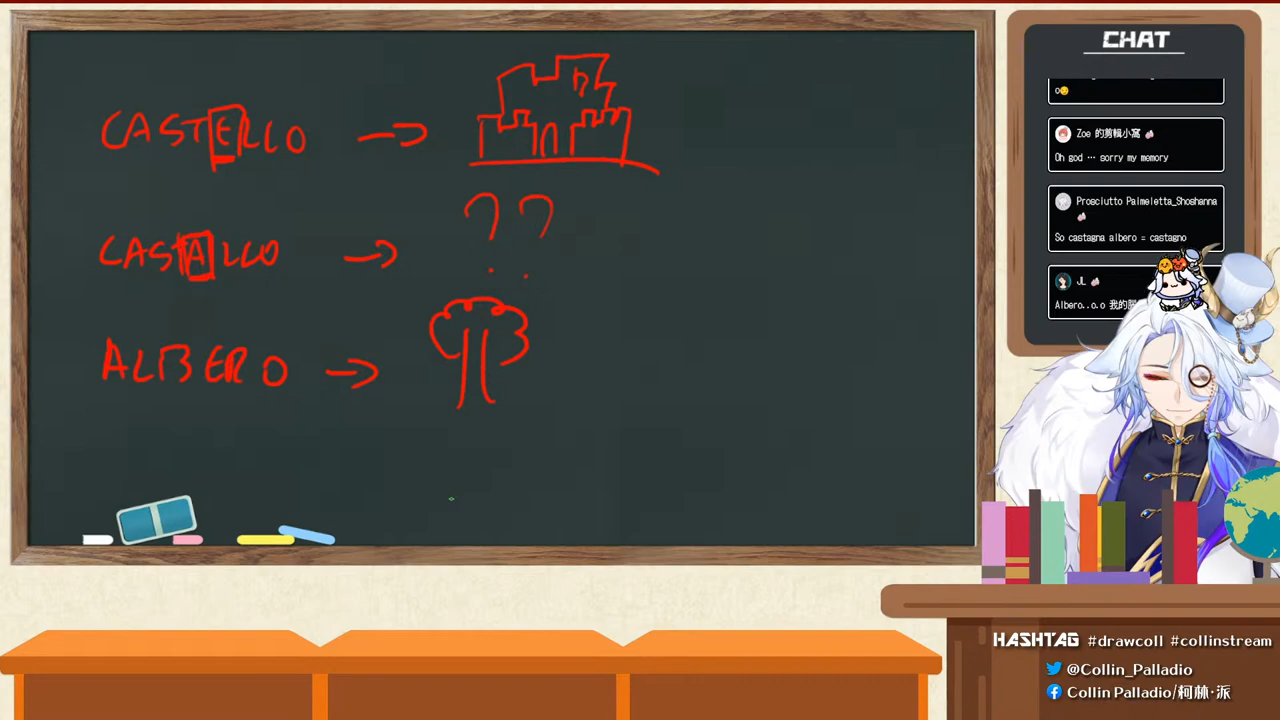 CASTELLO →
CASTALLO → ??
ALBERO →
CHAT
o😏
Zoe 的剪輯小窩
Oh god … sorry my memory
Prosciutto Palmeletta_Shoshanna
So castagna albero = castagno
JL
Albero..o.o 我的
HASHTAG #drawcoll #collinstream
@Collin_Palladio
Collin Palladio/柯林·派